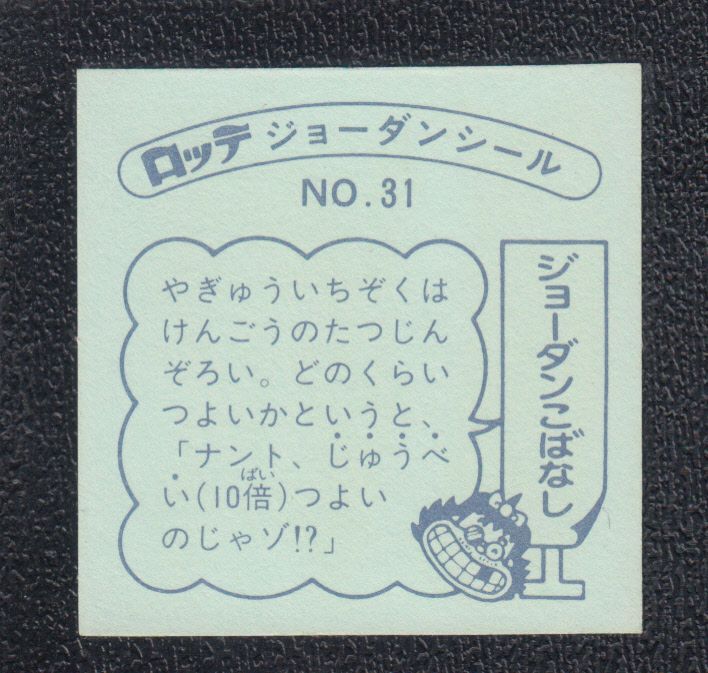 ロッテ ジョーダンシール
NO.31
ジョーダンこばなし
やぎゅういちぞくは
けんごうのたつじん
ぞろい。どのくらい
つよいかというと、
「ナント、じゅうべ
い(10倍)つよい
ばい
のじゃゾ!?」